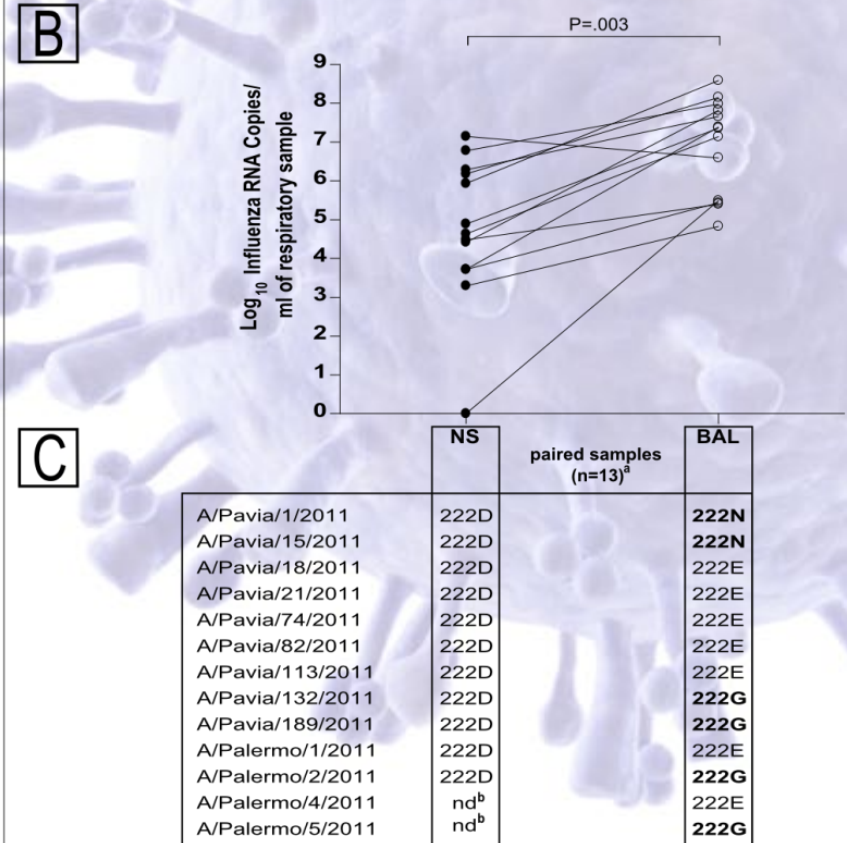 B
P=.003
Log10 Influenza RNA Copies/
ml of respiratory sample
9
8
7
6
5
4
3
2
1
0
C
NS
paired samples
(n=13)a
BAL
A/Pavia/1/2011 222D 222N
A/Pavia/15/2011 222D 222N
A/Pavia/18/2011 222D 222E
A/Pavia/21/2011 222D 222E
A/Pavia/74/2011 222D 222E
A/Pavia/82/2011 222D 222E
A/Pavia/113/2011 222D 222E
A/Pavia/132/2011 222D 222G
A/Pavia/189/2011 222D 222G
A/Palermo/1/2011 222D 222E
A/Palermo/2/2011 222D 222G
A/Palermo/4/2011 ndb 222E
A/Palermo/5/2011 ndb 222G